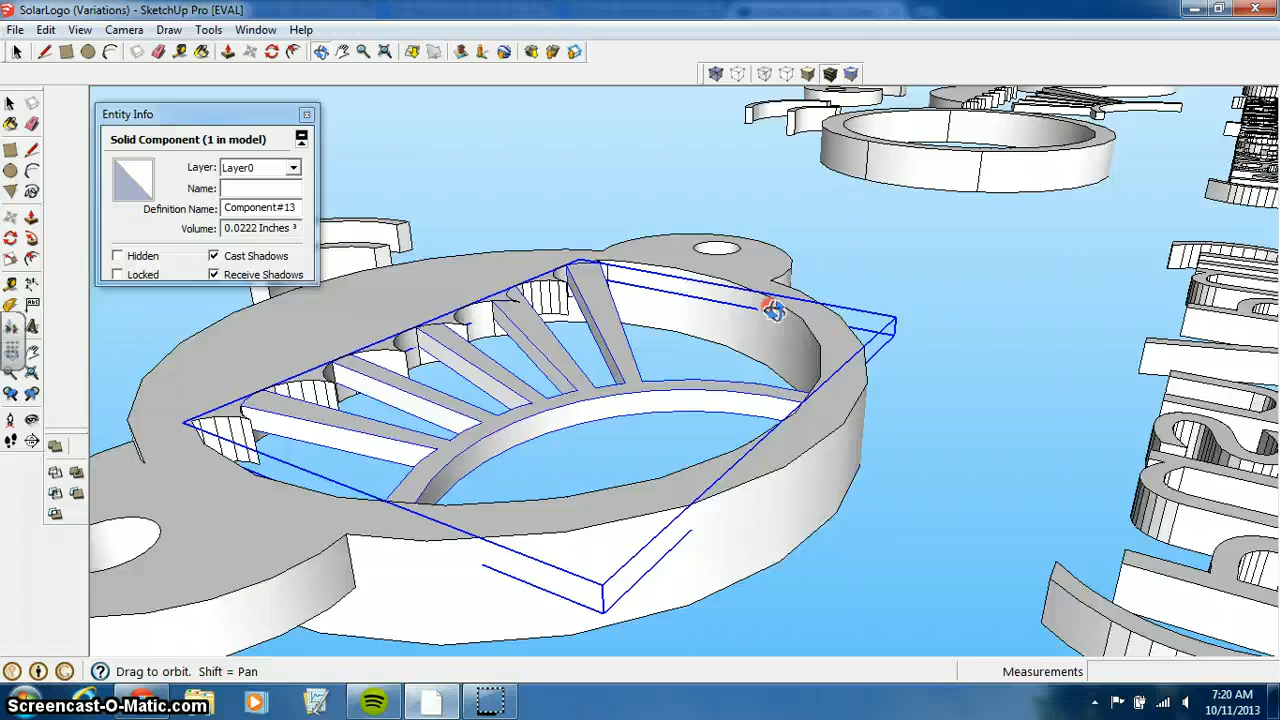 SolarLogo (Variations) - SketchUp Pro [EVAL]
File Edit View Camera Draw Tools Window Help
Entity Info
Solid Component (1 in model)
Layer: Layer0
Name:
Definition Name: Component#13
Volume: 0.0222 Inches ³
Hidden Cast Shadows
Locked Receive Shadows
Drag to orbit. Shift = Pan Measurements
7:20 AM
10/11/2013
Screencast-O-Matic.com